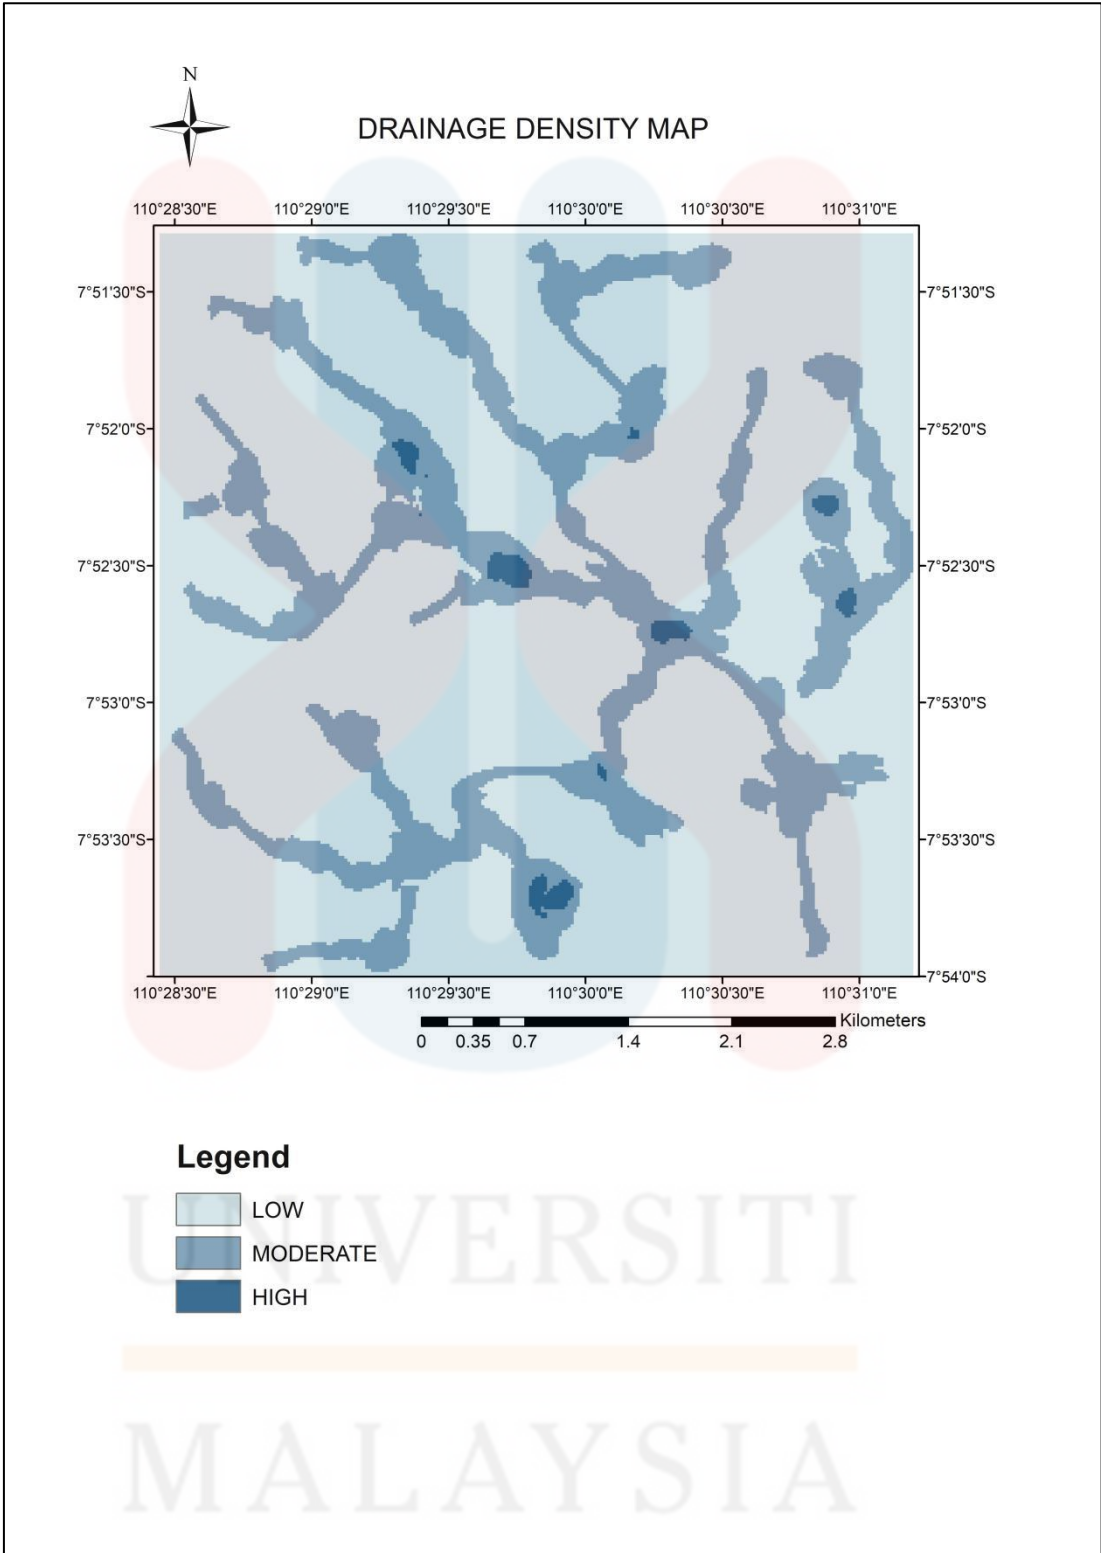 N
DRAINAGE DENSITY MAP
110°28'30"E 110°29'0"E 110°29'30"E 110°30'0"E 110°30'30"E 110°31'0"E
7°51'30"S 7°51'30"S
7°52'0"S 7°52'0"S
7°52'30"S 7°52'30"S
7°53'0"S 7°53'0"S
7°53'30"S 7°53'30"S
7°54'0"S
110°28'30"E 110°29'0"E 110°29'30"E 110°30'0"E 110°30'30"E 110°31'0"E
Kilometers
0 0.35 0.7 1.4 2.1 2.8
Legend
LOW
MODERATE
HIGH
UNIVERSITI
MALAYSIA